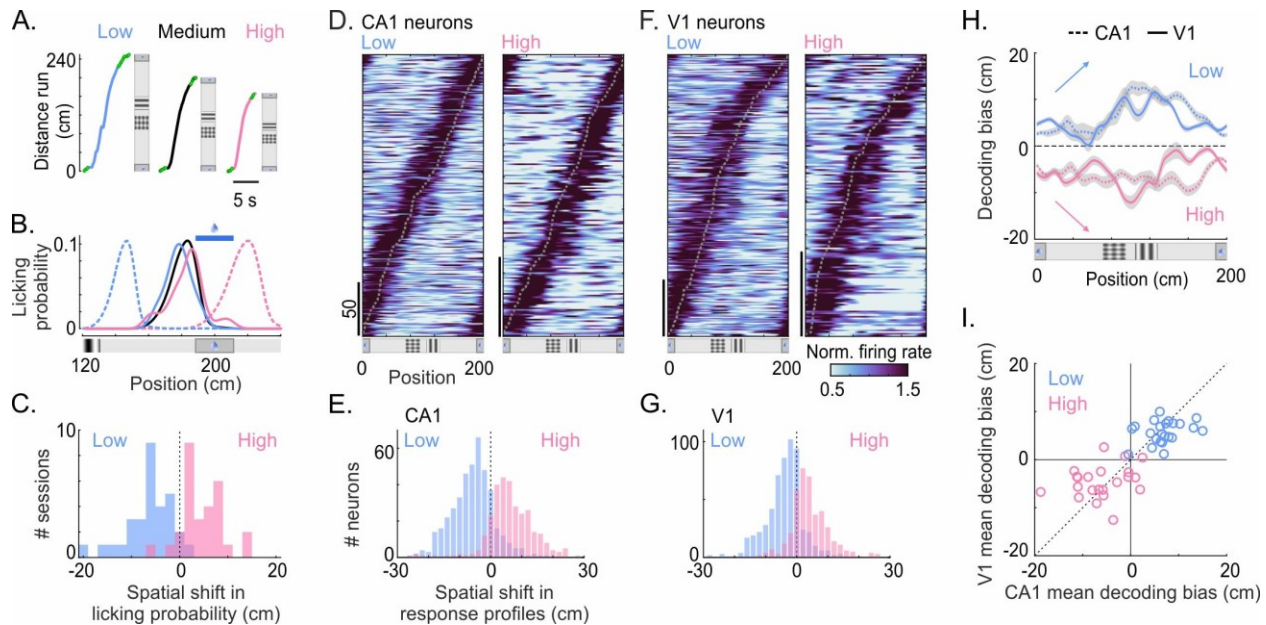 A.
Low Medium High
240
Distance run
(cm)
0
5 s
B.
0.1
Licking
probability
0
120 200
Position (cm)
C.
10
Low High
# sessions
0
-20 0 20
Spatial shift in
licking probability (cm)
D. CA1 neurons
Low High
50
0 200
Position
E. CA1
Low High
60
# neurons
0
-30 0 30
Spatial shift in
response profiles (cm)
F. V1 neurons
Low High
0 200
Norm. firing rate
0.5 1.5
G. V1
Low High
100
0
-30 0 30
H. CA1 V1
20
Low
Decoding bias (cm)
0
High
-20
0 Position (cm) 200
I.
20
Low
High
V1 mean decoding bias (cm)
0
-20
-20 0 20
CA1 mean decoding bias (cm)